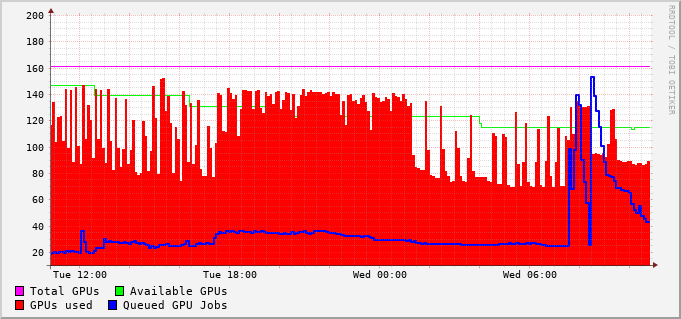 200
180
160
140
120
100
80
60
40
20
Tue 12:00 Tue 18:00 Wed 00:00 Wed 06:00
Total GPUs Available GPUs
GPUs used Queued GPU Jobs
RRDTOOL / TOBI OETIKER